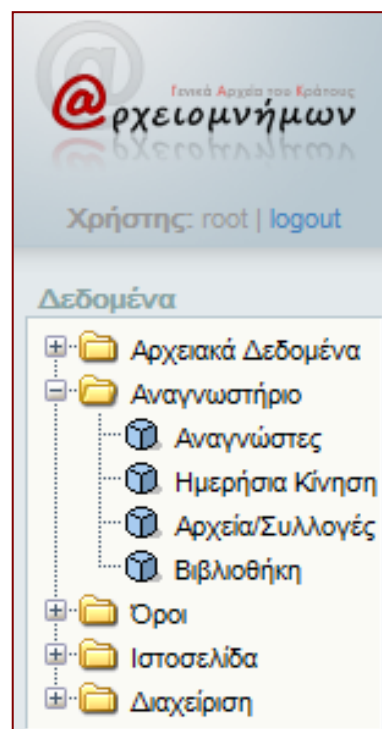 Γενικά Αρχεία του Κράτους
@ρχειομνήμων
Χρήστης: root | logout
Δεδομένα
Αρχειακά Δεδομένα
Αναγνωστήριο
Αναγνώστες
Ημερήσια Κίνηση
Αρχεία/Συλλογές
Βιβλιοθήκη
Όροι
Ιστοσελίδα
Διαχείριση